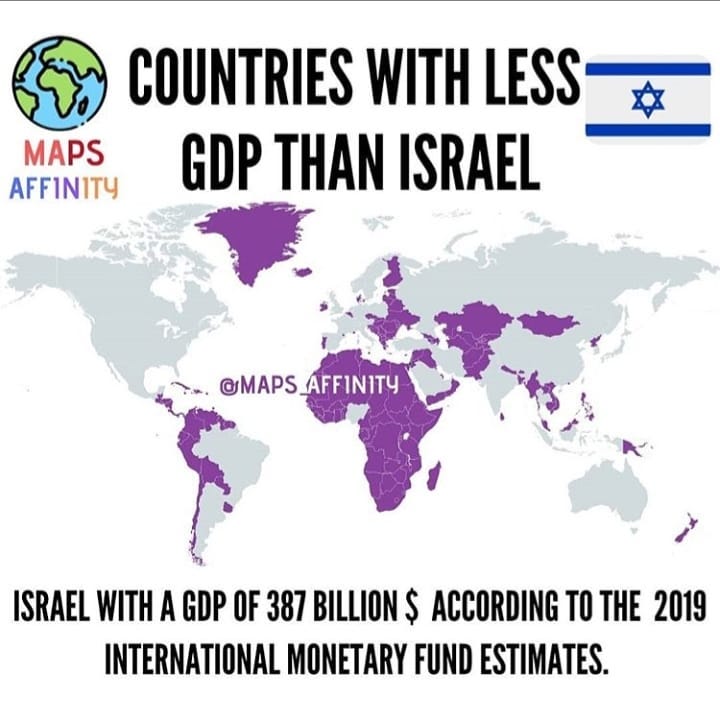 COUNTRIES WITH LESS
GDP THAN ISRAEL
MAPS
AFFINITY
@MAPS_AFFINITY
ISRAEL WITH A GDP OF 387 BILLION $ ACCORDING TO THE 2019
INTERNATIONAL MONETARY FUND ESTIMATES.